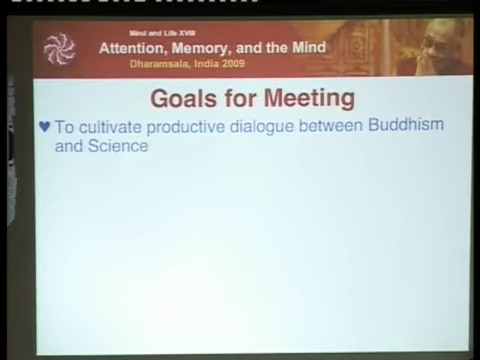 Mind and Life XVIII
Attention, Memory, and the Mind
Dharamsala, India 2009
Goals for Meeting
♥ To cultivate productive dialogue between Buddhism
and Science